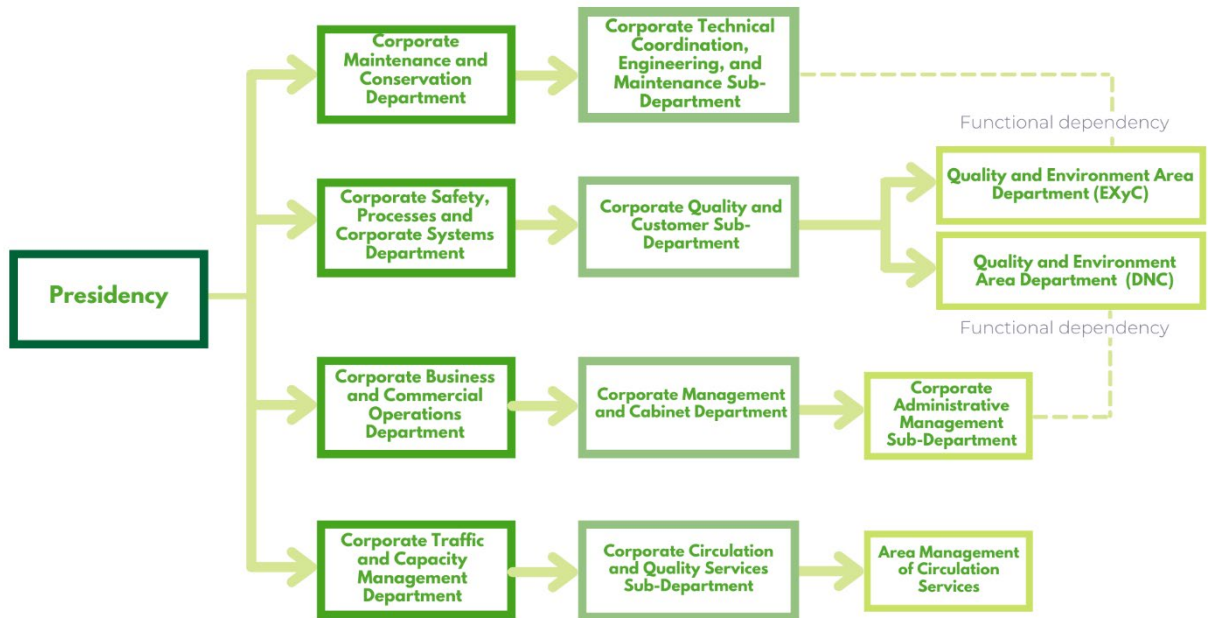 Corporate
Maintenance and
Conservation
Department
Corporate Technical
Coordination,
Engineering, and
Maintenance Sub-
Department
Functional dependency
Quality and Environment Area
Department (EXyC)
Corporate Safety,
Processes and
Corporate Systems
Department
Corporate Quality and
Customer Sub-
Department
Quality and Environment
Area Department (DNC)
Functional dependency
Presidency
Corporate Business
and Commercial
Operations
Department
Corporate Management
and Cabinet Department
Corporate
Administrative
Management
Sub-Department
Corporate Traffic
and Capacity
Management
Department
Corporate Circulation
and Quality Services
Sub-Department
Area Management
of Circulation
Services